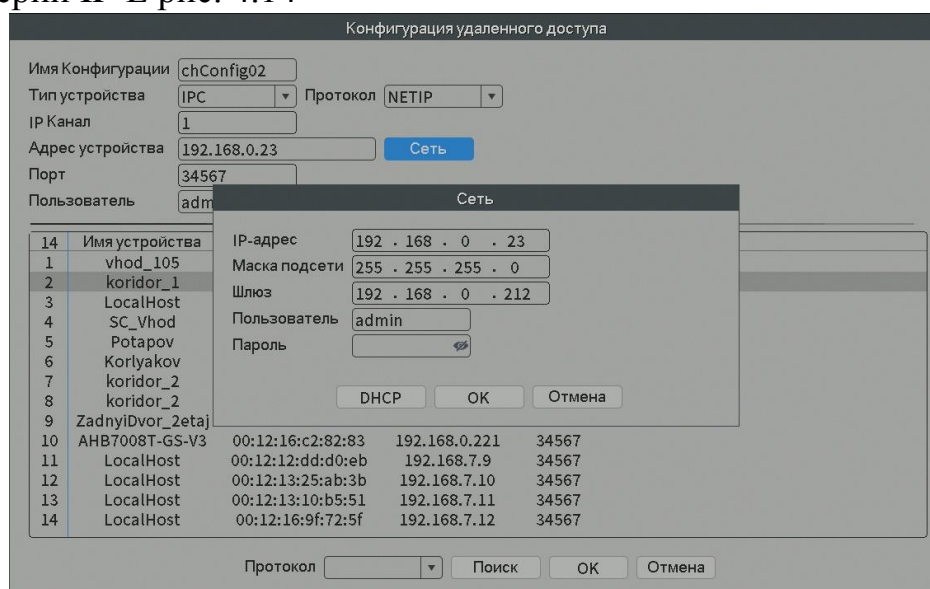 Конфигурация удаленного доступа
Имя Конфигурации chConfig02
Тип устройства IPC Протокол NETIP
IP Канал 1
Адрес устройства 192.168.0.23 Сеть
Порт 34567
Пользователь adm
Сеть
IP-адрес 192 . 168 . 0 . 23
Маска подсети 255 . 255 . 255 . 0
Шлюз 192 . 168 . 0 . 212
Пользователь admin
Пароль
DHCP OK Отмена
14 Имя устройства
1 vhod_105
2 koridor_1
3 LocalHost
4 SC_Vhod
5 Potapov
6 Korlyakov
7 koridor_2
8 koridor_2
9 ZadnyiDvor_2etaj
10 AHB7008T-GS-V3 00:12:16:c2:82:83 192.168.0.221 34567
11 LocalHost 00:12:12:dd:d0:eb 192.168.7.9 34567
12 LocalHost 00:12:13:25:ab:3b 192.168.7.10 34567
13 LocalHost 00:12:13:10:b5:51 192.168.7.11 34567
14 LocalHost 00:12:16:9f:72:5f 192.168.7.12 34567
Протокол Поиск OK Отмена